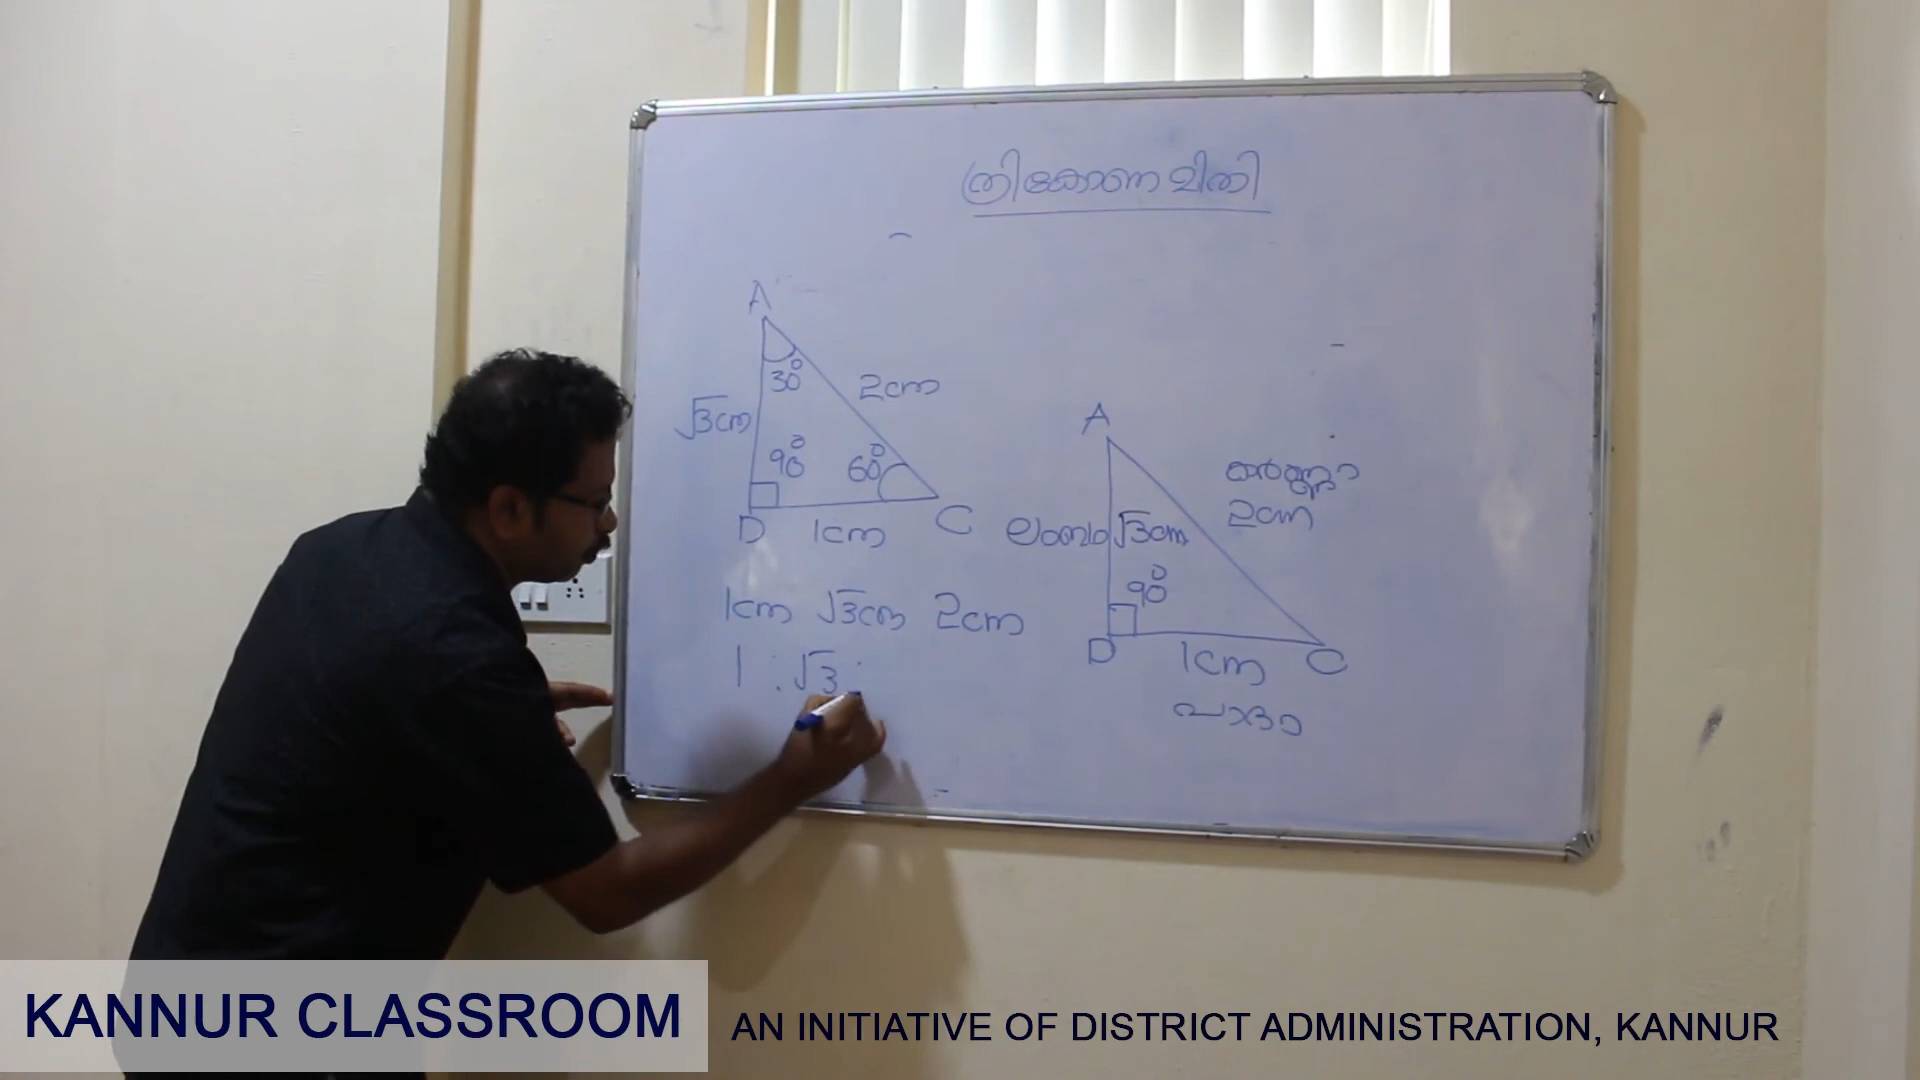 ത്രികോണമിതി
A
30°
√3cm
2cm
90°
60°
D
1cm
C
1cm √3cm 2cm
1 : √3 :
A
കർണ്ണം
2cm
ലംബം
√3cm
90°
D
1cm
C
പാദം
KANNUR CLASSROOM
AN INITIATIVE OF DISTRICT ADMINISTRATION, KANNUR